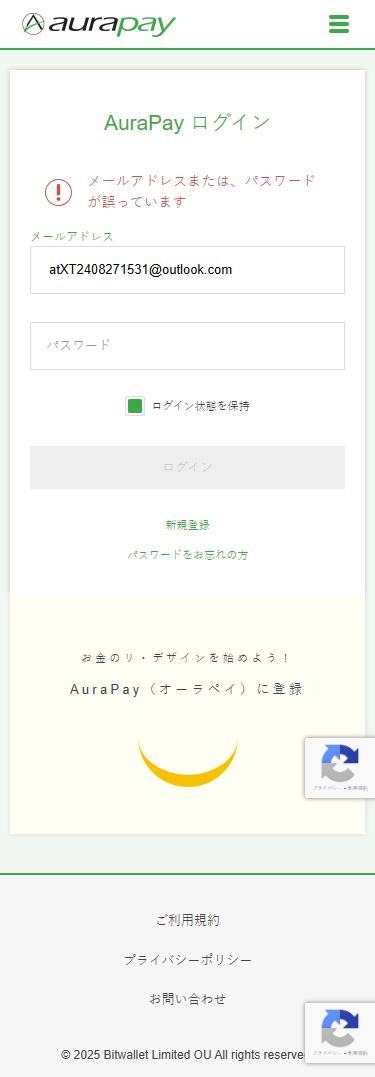 aurapay
AuraPay ログイン
メールアドレスまたは、パスワード
が誤っています
メールアドレス
atXT2408271531@outlook.com
パスワード
ログイン状態を保持
ログイン
新規登録
パスワードをお忘れの方
お金のリ・デザインを始めよう！
AuraPay（オーラペイ）に登録
プライバシー - 利用規約
ご利用規約
プライバシーポリシー
お問い合わせ
プライバシー - 利用規約
© 2025 Bitwallet Limited OU All rights reserve